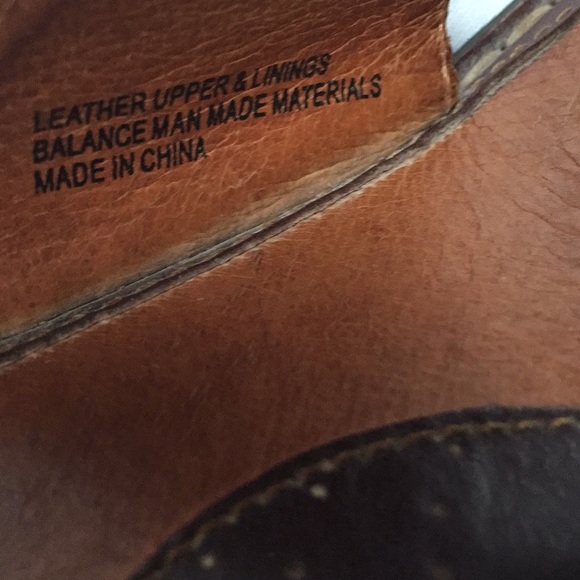 LEATHER UPPER & LININGS
BALANCE MAN MADE MATERIALS
MADE IN CHINA